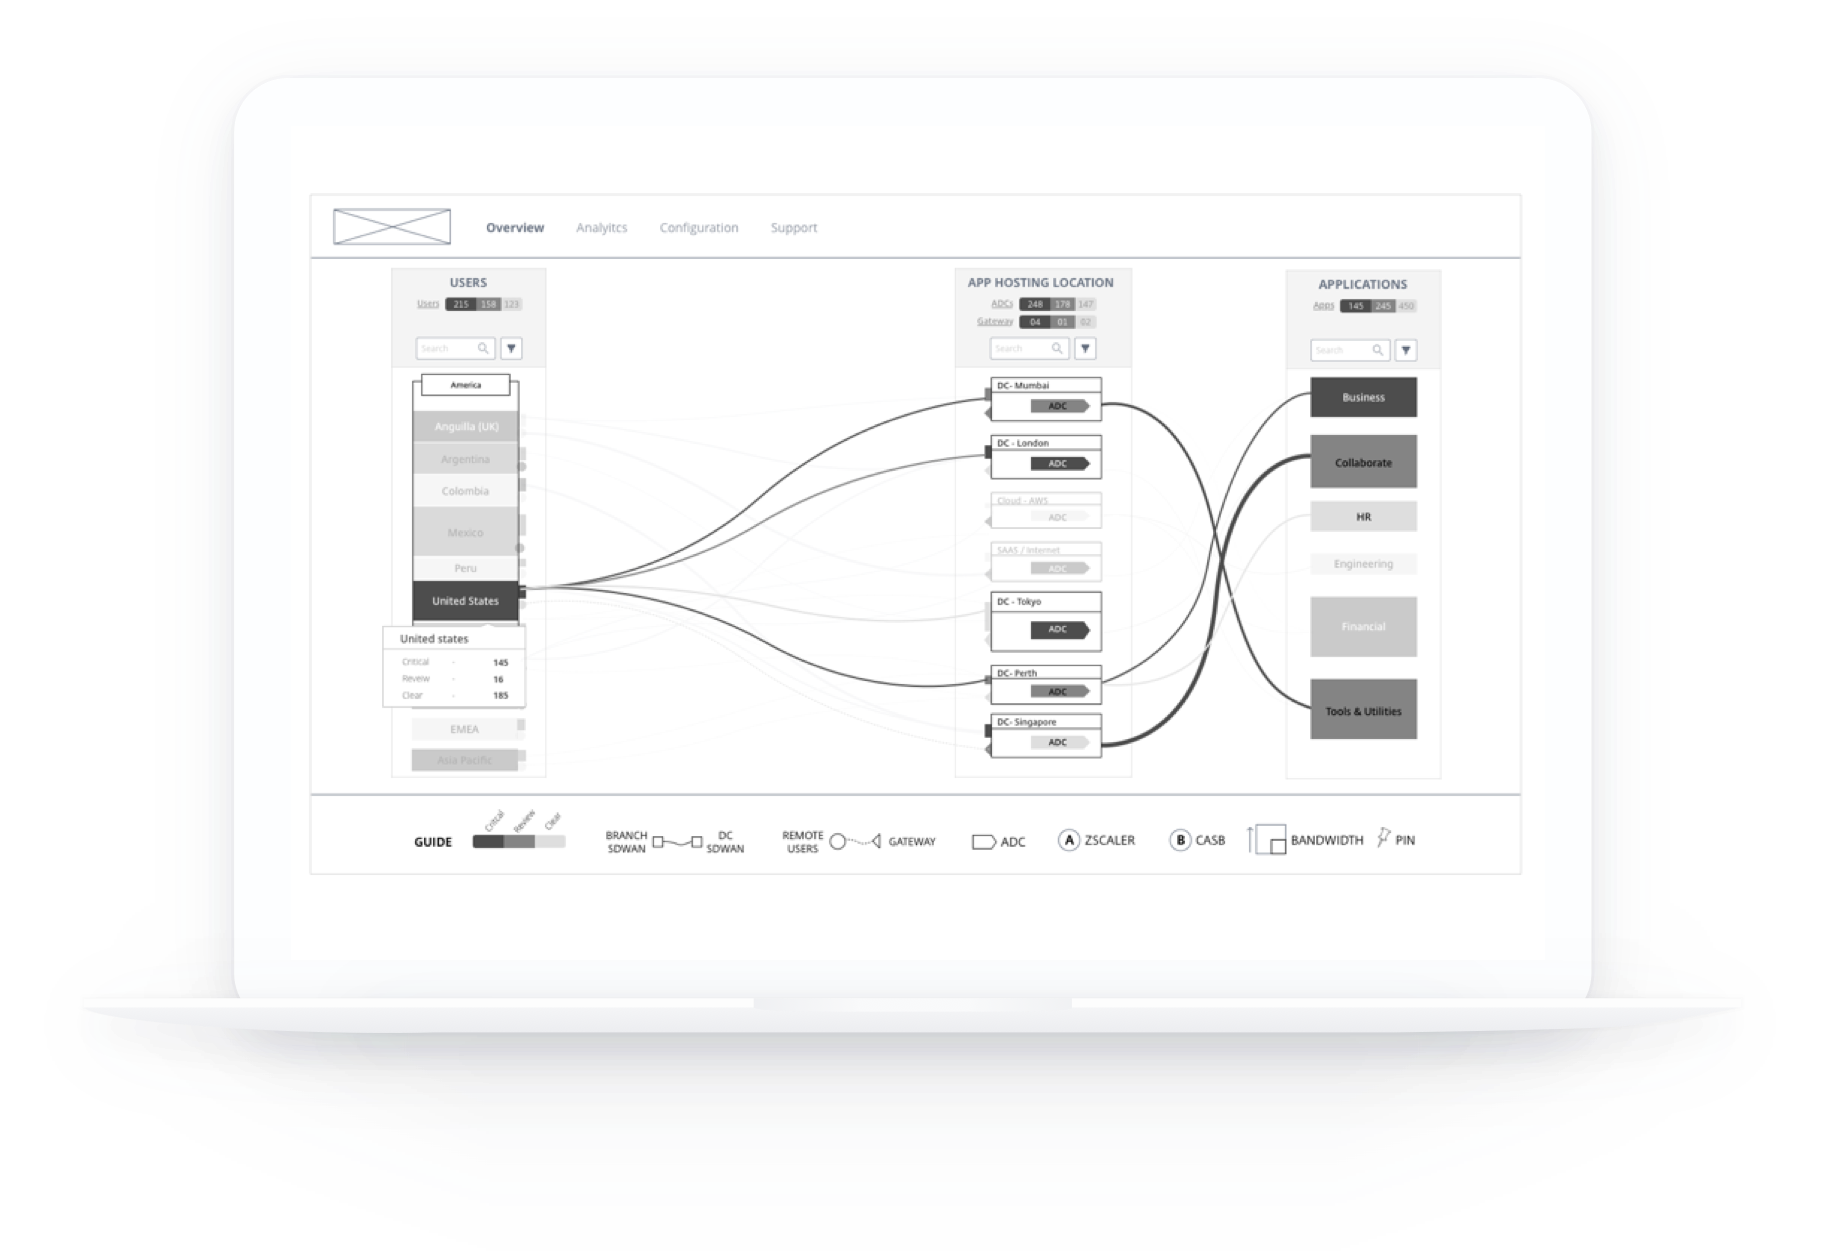 Overview Analyitcs Configuration Support
USERS
Users 215 158 123
Search
America
Anguilla (UK)
Argentina
Colombia
Mexico
Peru
United States
United states
Critical - 145
Reveiw - 16
Clear - 185
EMEA
Asia Pacific
APP HOSTING LOCATION
ADCs 248 178 147
Gateway 04 01 02
Search
DC- Mumbai
ADC
DC - London
ADC
Cloud - AWS
ADC
SAAS / Internet
ADC
DC - Tokyo
ADC
DC- Perth
ADC
DC- Singapore
ADC
APPLICATIONS
Apps 145 245 450
Search
Business
Collaborate
HR
Engineering
Financial
Tools & Utilities
GUIDE
Critcal
Review
Clear
BRANCH
SDWAN
DC
SDWAN
REMOTE
USERS
GATEWAY
ADC
A ZSCALER
B CASB
BANDWIDTH
PIN